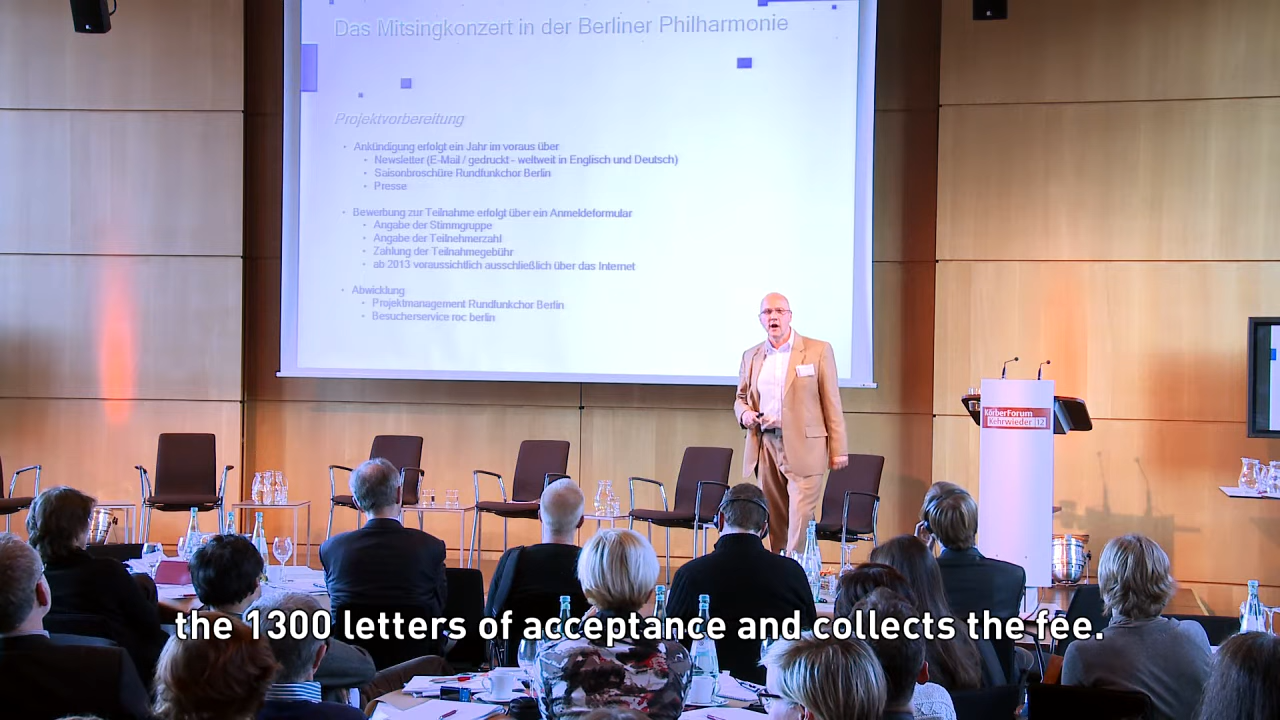 Das Mitsingkonzert in der Berliner Philharmonie
Projektvorbereitung
• Ankündigung erfolgt ein Jahr im voraus über
• Newsletter (E-Mail / gedruckt - weltweit in Englisch und Deutsch)
• Saisonbroschüre Rundfunkchor Berlin
• Presse
• Bewerbung zur Teilnahme erfolgt über ein Anmeldeformular
• Angabe der Stimmgruppe
• Angabe der Teilnehmerzahl
• Zahlung der Teilnahmegebühr
• ab 2013 voraussichtlich ausschließlich über das Internet
• Abwicklung
• Projektmanagement Rundfunkchor Berlin
• Besucherservice roc berlin
KörberForum
Kehrwieder 12
the 1300 letters of acceptance and collects the fee.